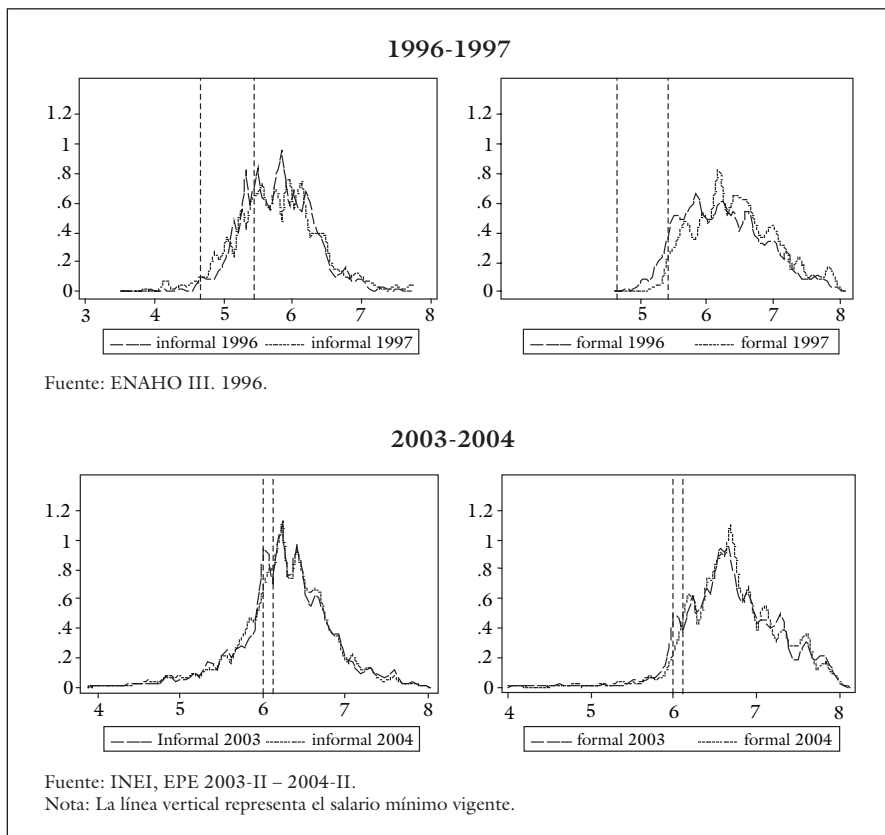 1996-1997
1.2
1
.8
.6
.4
.2
0
3 4 5 6 7 8
informal 1996 informal 1997
1.2
1
.8
.6
.4
.2
0
5 6 7 8
formal 1996 formal 1997
Fuente: ENAHO III. 1996.
2003-2004
1.2
1
.8
.6
.4
.2
0
4 5 6 7 8
Informal 2003 informal 2004
1.2
1
.8
.6
.4
.2
0
4 5 6 7 8
formal 2003 formal 2004
Fuente: INEI, EPE 2003-II – 2004-II.
Nota: La línea vertical representa el salario mínimo vigente.